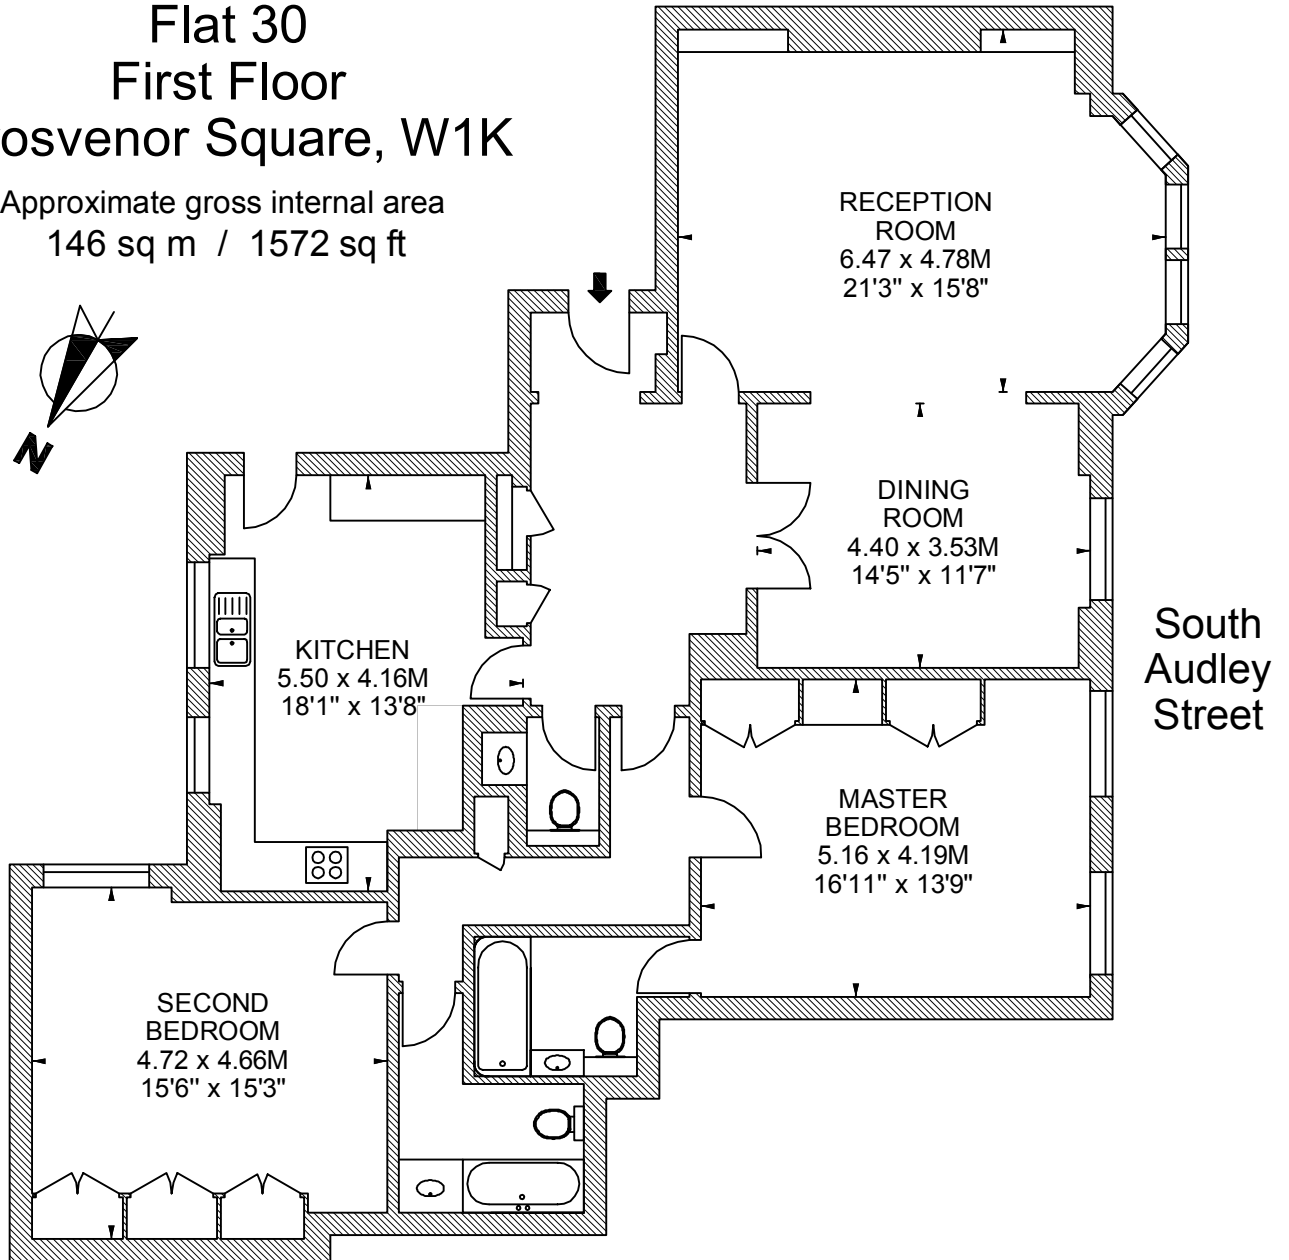 Flat 30
First Floor
osvenor Square, W1K
Approximate gross internal area
146 sq m / 1572 sq ft
N
RECEPTION
ROOM
6.47 x 4.78M
21'3" x 15'8"
DINING
ROOM
4.40 x 3.53M
14'5" x 11'7"
KITCHEN
5.50 x 4.16M
18'1" x 13'8"
South
Audley
Street
MASTER
BEDROOM
5.16 x 4.19M
16'11" x 13'9"
SECOND
BEDROOM
4.72 x 4.66M
15'6" x 15'3"